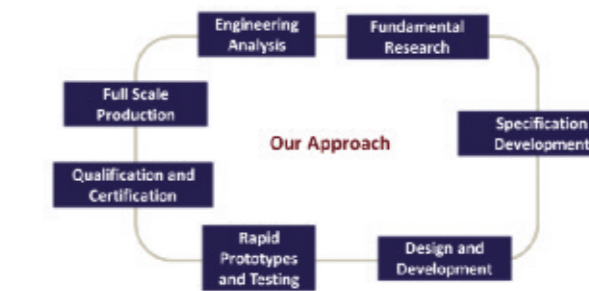 Engineering
Analysis
Fundamental
Research
Full Scale
Production
Specification
Development
Our Approach
Qualification and
Certification
Rapid
Prototypes
and Testing
Design and
Development